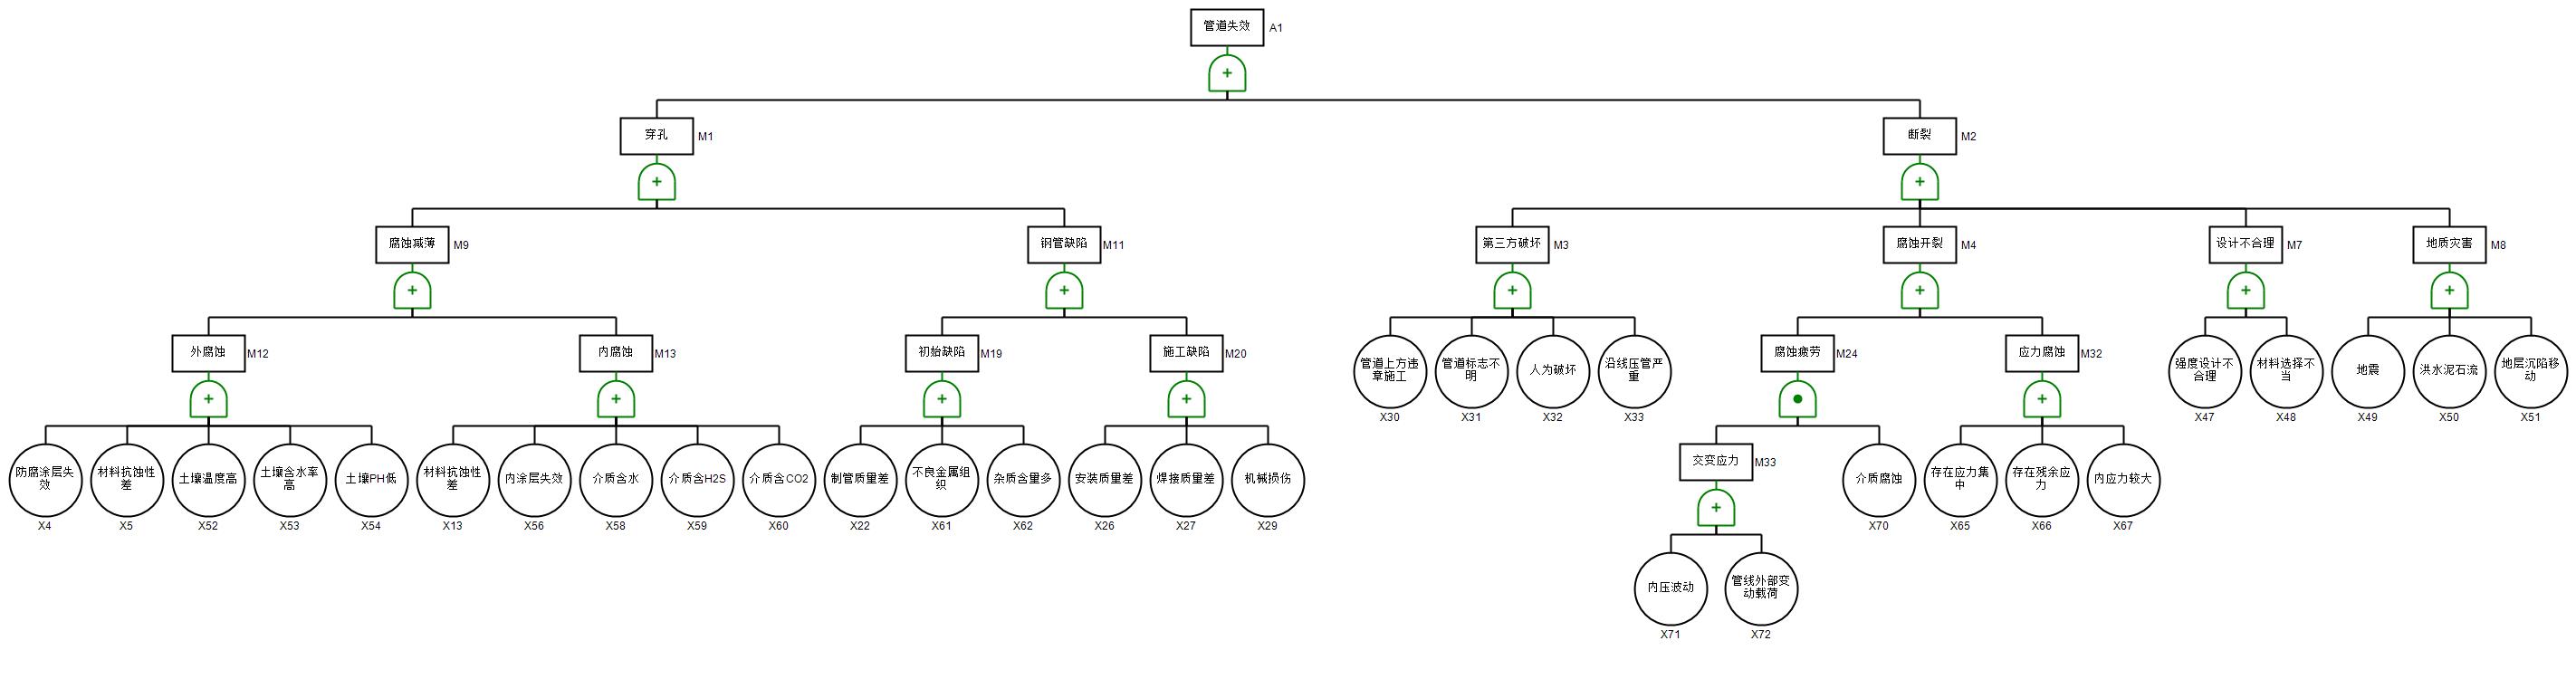 管道失效
A1
穿孔
M1
断裂
M2
腐蚀减薄
M9
钢管缺陷
M11
第三方破坏
M3
腐蚀开裂
M4
设计不合理
M7
地质灾害
M8
外腐蚀
M12
内腐蚀
M13
初始缺陷
M19
施工缺陷
M20
管道上方违
章施工
X30
管道标志不
明
X31
人为破坏
X32
沿线压管严
重
X33
腐蚀疲劳
M24
应力腐蚀
M32
强度设计不
合理
X47
材料选择不
当
X48
地震
X49
洪水泥石流
X50
地层沉陷移
动
X51
防腐涂层失
效
X4
材料抗蚀性
差
X5
土壤温度高
X52
土壤含水率
高
X53
土壤PH低
X54
材料抗蚀性
差
X13
内涂层失效
X56
介质含水
X58
介质含H2S
X59
介质含CO2
X60
制管质量差
X22
不良金属组
织
X61
杂质含量多
X62
安装质量差
X26
焊接质量差
X27
机械损伤
X29
交变应力
M33
介质腐蚀
X70
存在应力集
中
X65
存在残余应
力
X66
内应力较大
X67
内压波动
X71
管线外部变
动载荷
X72